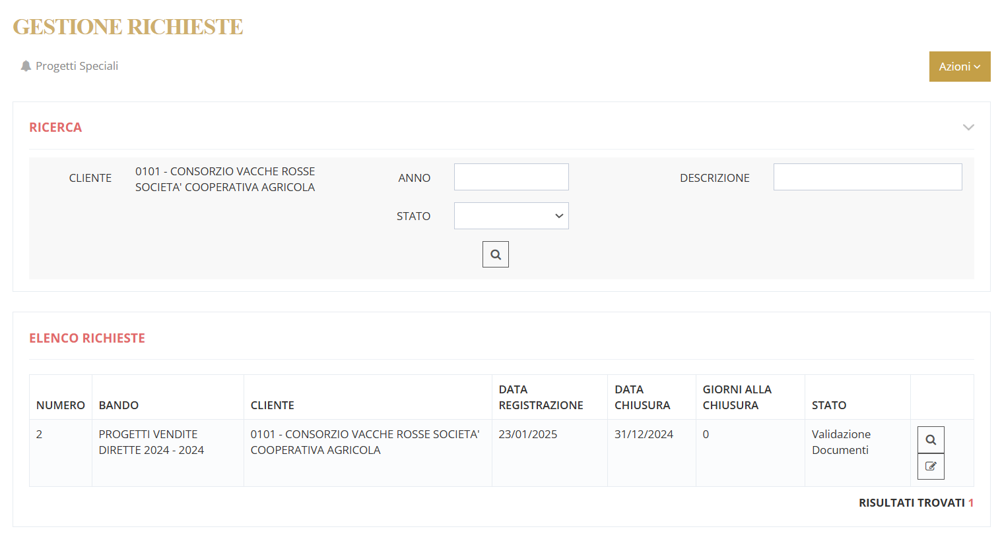 GESTIONE RICHIESTE
Progetti Speciali
Azioni
RICERCA
CLIENTE
0101 - CONSORZIO VACCHE ROSSE
SOCIETA' COOPERATIVA AGRICOLA
ANNO
DESCRIZIONE
STATO
ELENCO RICHIESTE
NUMERO
BANDO
CLIENTE
DATA
REGISTRAZIONE
DATA
CHIUSURA
GIORNI ALLA
CHIUSURA
STATO
2
PROGETTI VENDITE
DIRETTE 2024 - 2024
0101 - CONSORZIO VACCHE ROSSE SOCIETA'
COOPERATIVA AGRICOLA
23/01/2025
31/12/2024
0
Validazione
Documenti
RISULTATI TROVATI 1